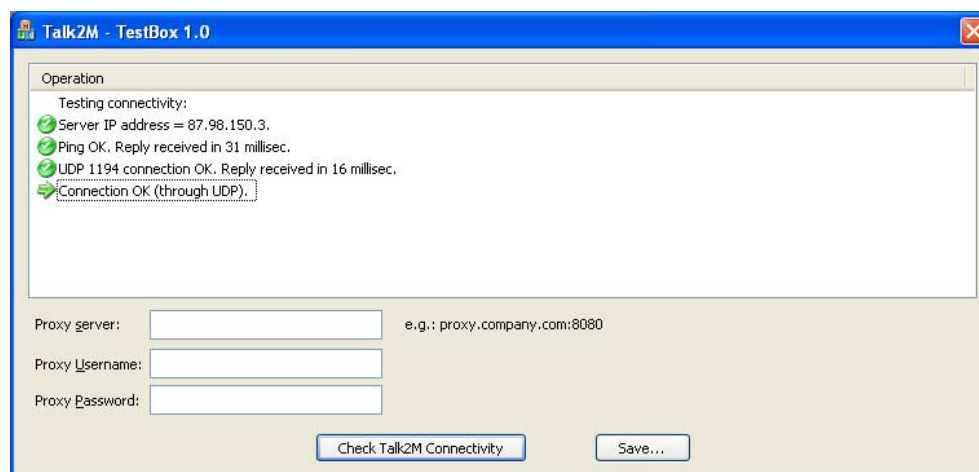 Talk2M - TestBox 1.0
Operation
Testing connectivity:
Server IP address = 87.98.150.3.
Ping OK. Reply received in 31 millisec.
UDP 1194 connection OK. Reply received in 16 millisec.
Connection OK (through UDP).
Proxy server: e.g.: proxy.company.com:8080
Proxy Username:
Proxy Password:
Check Talk2M Connectivity Save...